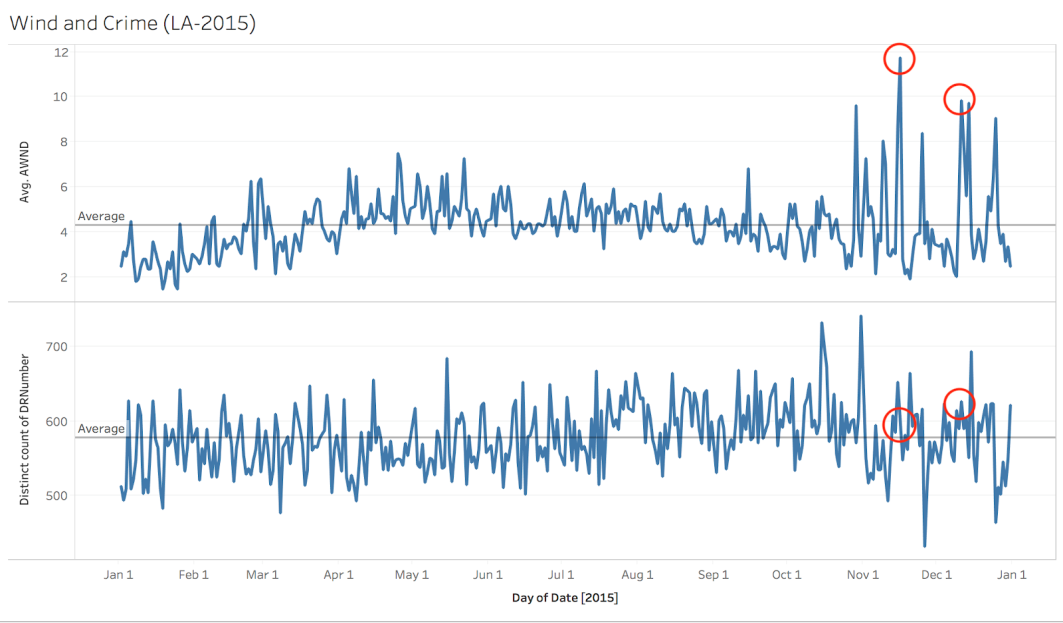 Wind and Crime (LA-2015)
12
10
8
6
4
2
Avg. AWND
Average
700
600
500
Distinct count of DRNumber
Average
Jan 1 Feb 1 Mar 1 Apr 1 May 1 Jun 1 Jul 1 Aug 1 Sep 1 Oct 1 Nov 1 Dec 1 Jan 1
Day of Date [2015]